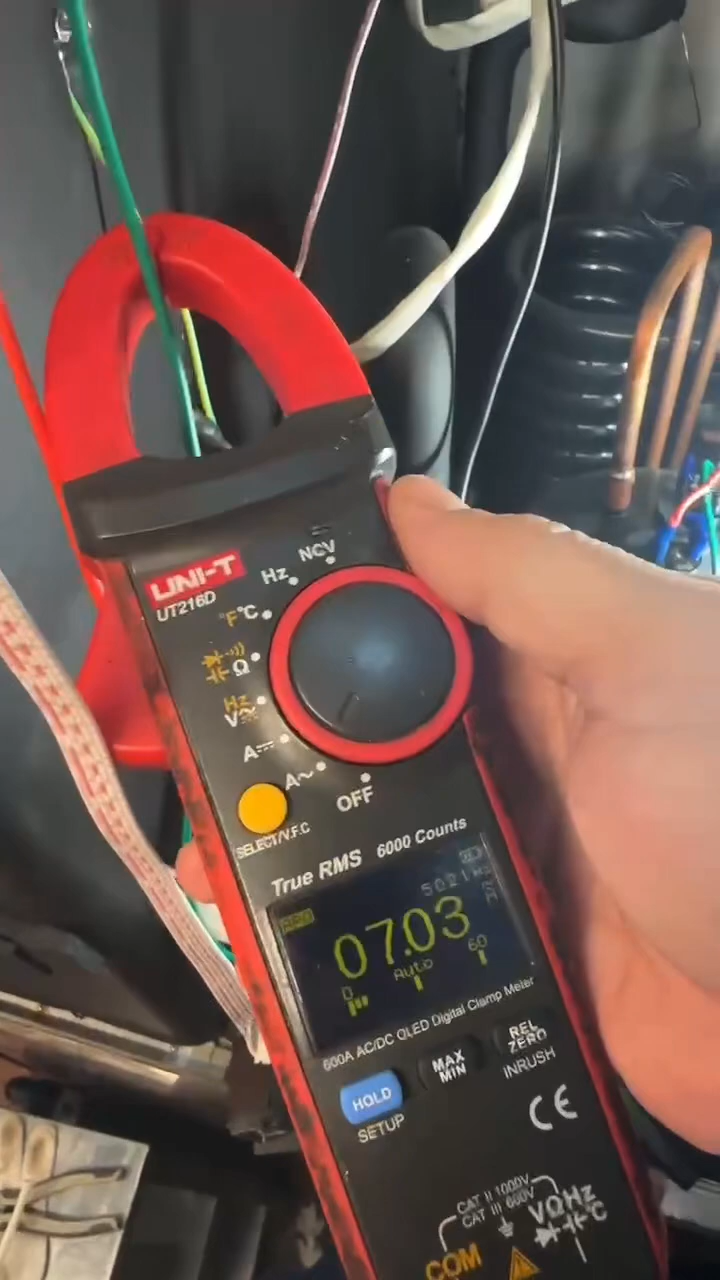 UNI-T
UT216D
NCV
Hz
°F°C
Ω
Hz
V
A
A~
OFF
SELECT/V.F.C
True RMS 6000 Counts
07.03
0 Auto 60
600A AC/DC OLED Digital Clamp Meter
HOLD
SETUP
MAX
MIN
REL
ZERO
INRUSH
CE
CAT II 1000V
CAT III 600V
VΩHz
°C
COM